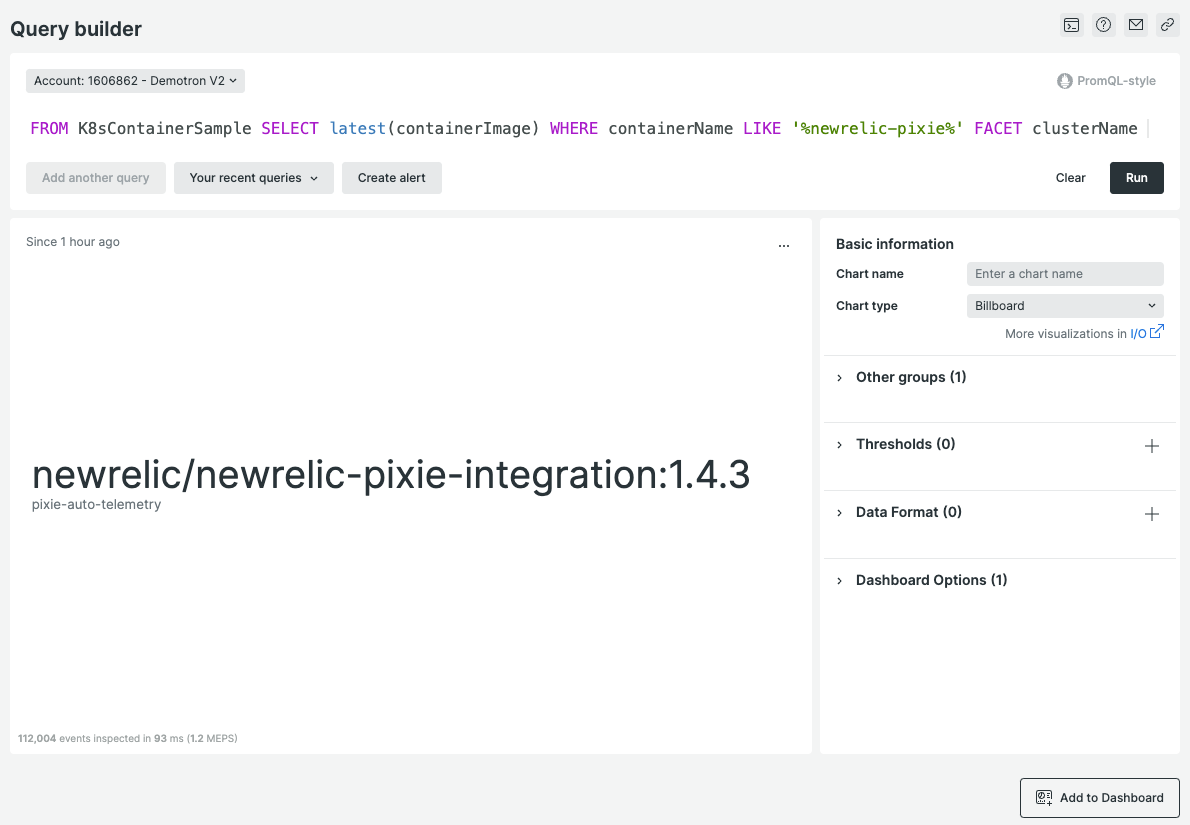 Query builder
Account: 1606862 - Demotron V2
PromQL-style
FROM K8sContainerSample SELECT latest(containerImage) WHERE containerName LIKE '%newrelic-pixie%' FACET clusterName
Add another query
Your recent queries
Create alert
Clear
Run
Since 1 hour ago
...
newrelic/newrelic-pixie-integration:1.4.3
pixie-auto-telemetry
112,004 events inspected in 93 ms (1.2 MEPS)
Basic information
Chart name
Enter a chart name
Chart type
Billboard
More visualizations in I/O
Other groups (1)
Thresholds (0)
Data Format (0)
Dashboard Options (1)
Add to Dashboard